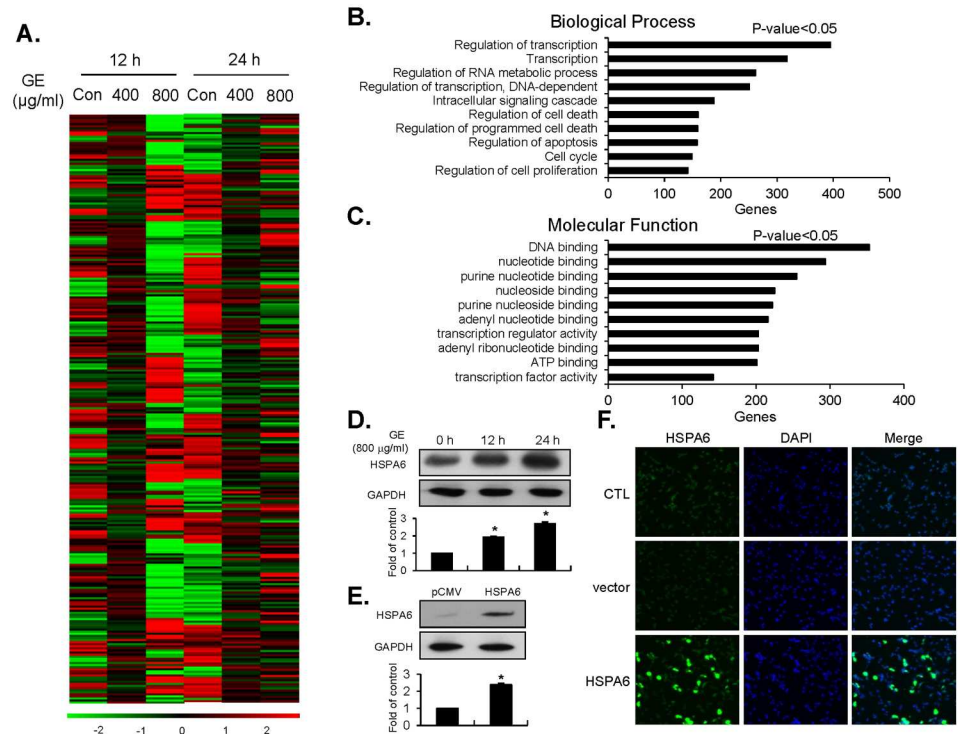 A.
12 h 24 h
GE
(µg/ml)
Con 400 800 Con 400 800
-2 -1 0 1 2
B.
Biological Process
P-value<0.05
Regulation of transcription
Transcription
Regulation of RNA metabolic process
Regulation of transcription, DNA-dependent
Intracellular signaling cascade
Regulation of cell death
Regulation of programmed cell death
Regulation of apoptosis
Cell cycle
Regulation of cell proliferation
0 100 200 300 400 500
Genes
C.
Molecular Function
P-value<0.05
DNA binding
nucleotide binding
purine nucleotide binding
nucleoside binding
purine nucleoside binding
adenyl nucleotide binding
transcription regulator activity
adenyl ribonucleotide binding
ATP binding
transcription factor activity
0 100 200 300 400
Genes
D.
GE
(800 µg/ml)
0 h 12 h 24 h
HSPA6
GAPDH
Fold of control
3
2
1
0
* *
E.
pCMV HSPA6
HSPA6
GAPDH
Fold of control
3
2
1
0
*
F.
HSPA6 DAPI Merge
CTL
vector
HSPA6